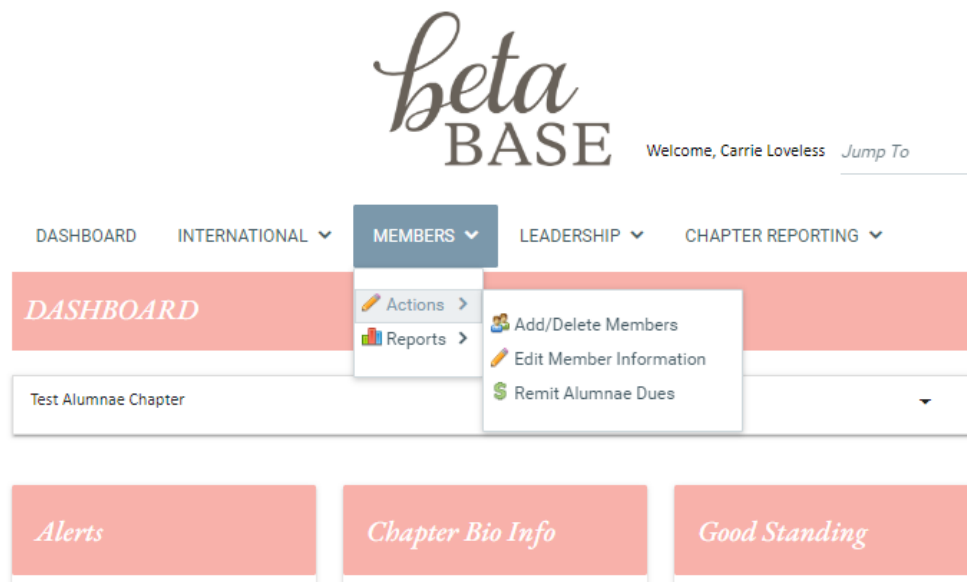 beta
BASE
Welcome, Carrie Loveless Jump To
DASHBOARD INTERNATIONAL MEMBERS LEADERSHIP CHAPTER REPORTING
DASHBOARD
Actions
Reports
Add/Delete Members
Edit Member Information
Remit Alumnae Dues
Test Alumnae Chapter
Alerts Chapter Bio Info Good Standing